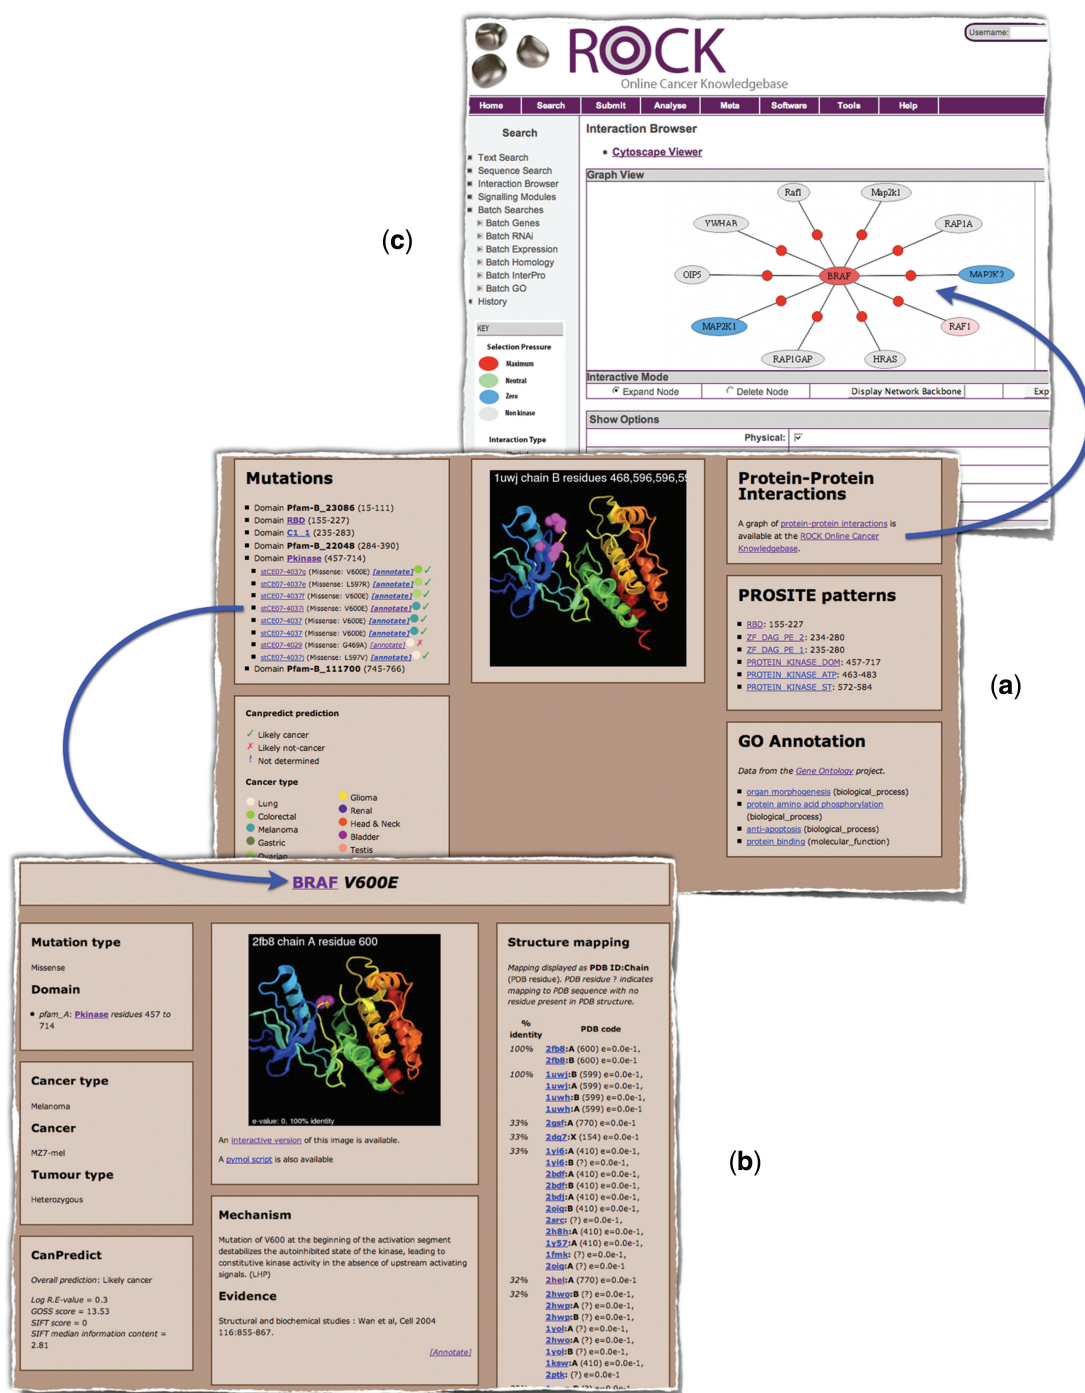 ROCK
Online Cancer Knowledgebase
Username:
Home Search Submit Analyse Meta Software Tools Help
Search
Text Search
Sequence Search
Interaction Browser
Signalling Modules
Batch Searches
Batch Genes
Batch RNAi
Batch Expression
Batch Homology
Batch InterPro
Batch GO
History
KEY
Selection Pressure
Maximum
Neutral
Zero
Non kinase
Interaction Type
Interaction Browser
Cytoscape Viewer
Graph View
Raf1
Map2k1
YWHAB
RAP1A
OIP5
BRAF
MAP2K2
MAP2K1
RAF1
RAP1GAP
HRAS
Interactive Mode
Expand Node Delete Node Display Network Backbone Exp
Show Options
Physical:
(c)
Mutations
Domain Pfam-B_23086 (15-111)
Domain RBD (155-227)
Domain C1_1 (235-283)
Domain Pfam-B_22048 (284-390)
Domain Pkinase (457-714)
stCE07-4037g (Missense: V600E) [annotate]
stCE07-4037e (Missense: L597R) [annotate]
stCE07-4037f (Missense: V600E) [annotate]
stCE07-4037i (Missense: V600E) [annotate]
stCE07-4037 (Missense: V600E) [annotate]
stCE07-4037 (Missense: V600E) [annotate]
stCE07-4029 (Missense: G469A) [annotate]
stCE07-4037j (Missense: L597V) [annotate]
Domain Pfam-B_111700 (745-766)
Canpredict prediction
✓ Likely cancer
✗ Likely not-cancer
? Not determined
Cancer type
Lung
Colorectal
Melanoma
Gastric
Ovarian
Glioma
Renal
Head & Neck
Bladder
Testis
1uwj chain B residues 468,596,596,59
Protein-Protein
Interactions
A graph of protein-protein interactions is
available at the ROCK Online Cancer
Knowledgebase.
PROSITE patterns
RBD: 155-227
ZF_DAG_PE_2: 234-280
ZF_DAG_PE_1: 235-280
PROTEIN_KINASE_DOM: 457-717
PROTEIN_KINASE_ATP: 463-483
PROTEIN_KINASE_ST: 572-584
GO Annotation
Data from the Gene Ontology project.
organ morphogenesis (biological_process)
protein amino acid phosphorylation
(biological_process)
anti-apoptosis (biological_process)
protein binding (molecular_function)
(a)
BRAF V600E
Mutation type
Missense
Domain
pfam_A: Pkinase residues 457 to
714
Cancer type
Melanoma
Cancer
MZ7-mel
Tumour type
Heterozygous
CanPredict
Overall prediction: Likely cancer
Log R.E-value = 0.3
GOSS score = 13.53
SIFT score = 0
SIFT median information content =
2.81
2fb8 chain A residue 600
e-value: 0, 100% identity
An interactive version of this image is available.
A pymol script is also available
Mechanism
Mutation of V600 at the beginning of the activation segment
destabilizes the autoinhibited state of the kinase, leading to
constitutive kinase activity in the absence of upstream activating
signals. (LHP)
Evidence
Structural and biochemical studies : Wan et al, Cell 2004
116:855-867.
[Annotate]
Structure mapping
Mapping displayed as PDB ID:Chain
(PDB residue). PDB residue ? indicates
mapping to PDB sequence with no
residue present in PDB structure.
% identity PDB code
100% 2fb8:A (600) e=0.0e-1,
2fb8:B (600) e=0.0e-1
100% 1uwj:B (599) e=0.0e-1,
1uwj:A (599) e=0.0e-1,
1uwh:B (599) e=0.0e-1,
1uwh:A (599) e=0.0e-1
33% 2gsf:A (770) e=0.0e-1
33% 2dq7:X (154) e=0.0e-1
33% 1yi6:A (410) e=0.0e-1,
1yi6:B (?) e=0.0e-1,
2bdf:A (410) e=0.0e-1,
2bdf:B (410) e=0.0e-1,
2bdj:A (410) e=0.0e-1,
2oiq:B (410) e=0.0e-1,
2src: (?) e=0.0e-1,
2h8h:A (410) e=0.0e-1,
1y57:A (410) e=0.0e-1,
1fmk: (?) e=0.0e-1,
2oiq:A (?) e=0.0e-1
32% 2hel:A (770) e=0.0e-1
32% 2hwo:B (?) e=0.0e-1,
2hwp:A (?) e=0.0e-1,
2hwp:B (?) e=0.0e-1,
1yol:A (?) e=0.0e-1,
2hwo:A (?) e=0.0e-1,
1yol:B (?) e=0.0e-1,
1ksw:A (410) e=0.0e-1,
2ptk: (?) e=0.0e-1
(b)